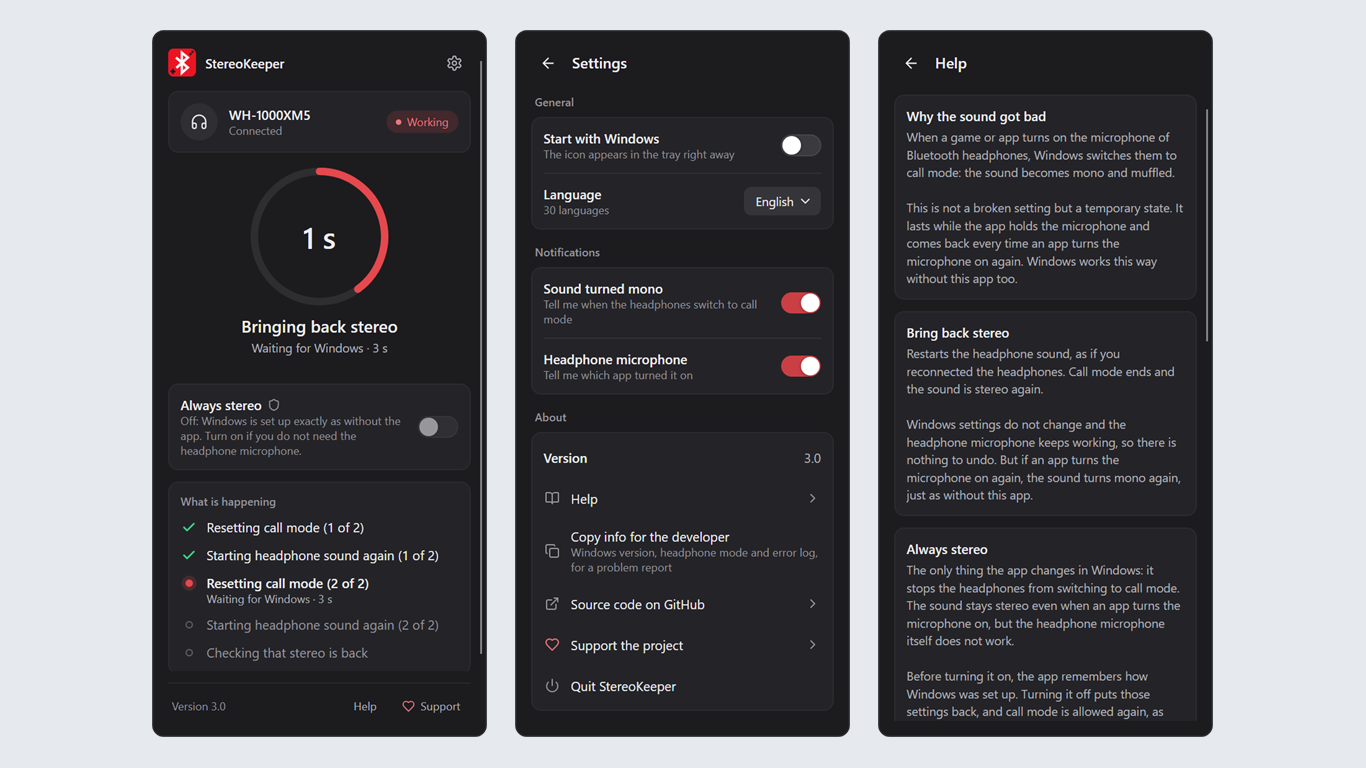 StereoKeeper
WH-1000XM5
Connected
Working
1 s
Bringing back stereo
Waiting for Windows · 3 s
Always stereo
Off: Windows is set up exactly as without the
app. Turn on if you do not need the
headphone microphone.
What is happening
Resetting call mode (1 of 2)
Starting headphone sound again (1 of 2)
Resetting call mode (2 of 2)
Waiting for Windows · 3 s
Starting headphone sound again (2 of 2)
Checking that stereo is back
Version 3.0
Help
Support
Settings
General
Start with Windows
The icon appears in the tray right away
Language
30 languages
English
Notifications
Sound turned mono
Tell me when the headphones switch to call
mode
Headphone microphone
Tell me which app turned it on
About
Version
3.0
Help
Copy info for the developer
Windows version, headphone mode and error log,
for a problem report
Source code on GitHub
Support the project
Quit StereoKeeper
Help
Why the sound got bad
When a game or app turns on the microphone of
Bluetooth headphones, Windows switches them to
call mode: the sound becomes mono and muffled.
This is not a broken setting but a temporary state. It
lasts while the app holds the microphone and
comes back every time an app turns the
microphone on again. Windows works this way
without this app too.
Bring back stereo
Restarts the headphone sound, as if you
reconnected the headphones. Call mode ends and
the sound is stereo again.
Windows settings do not change and the
headphone microphone keeps working, so there is
nothing to undo. But if an app turns the
microphone on again, the sound turns mono again,
just as without this app.
Always stereo
The only thing the app changes in Windows: it
stops the headphones from switching to call mode.
The sound stays stereo even when an app turns the
microphone on, but the headphone microphone
itself does not work.
Before turning it on, the app remembers how
Windows was set up. Turning it off puts those
settings back, and call mode is allowed again, as